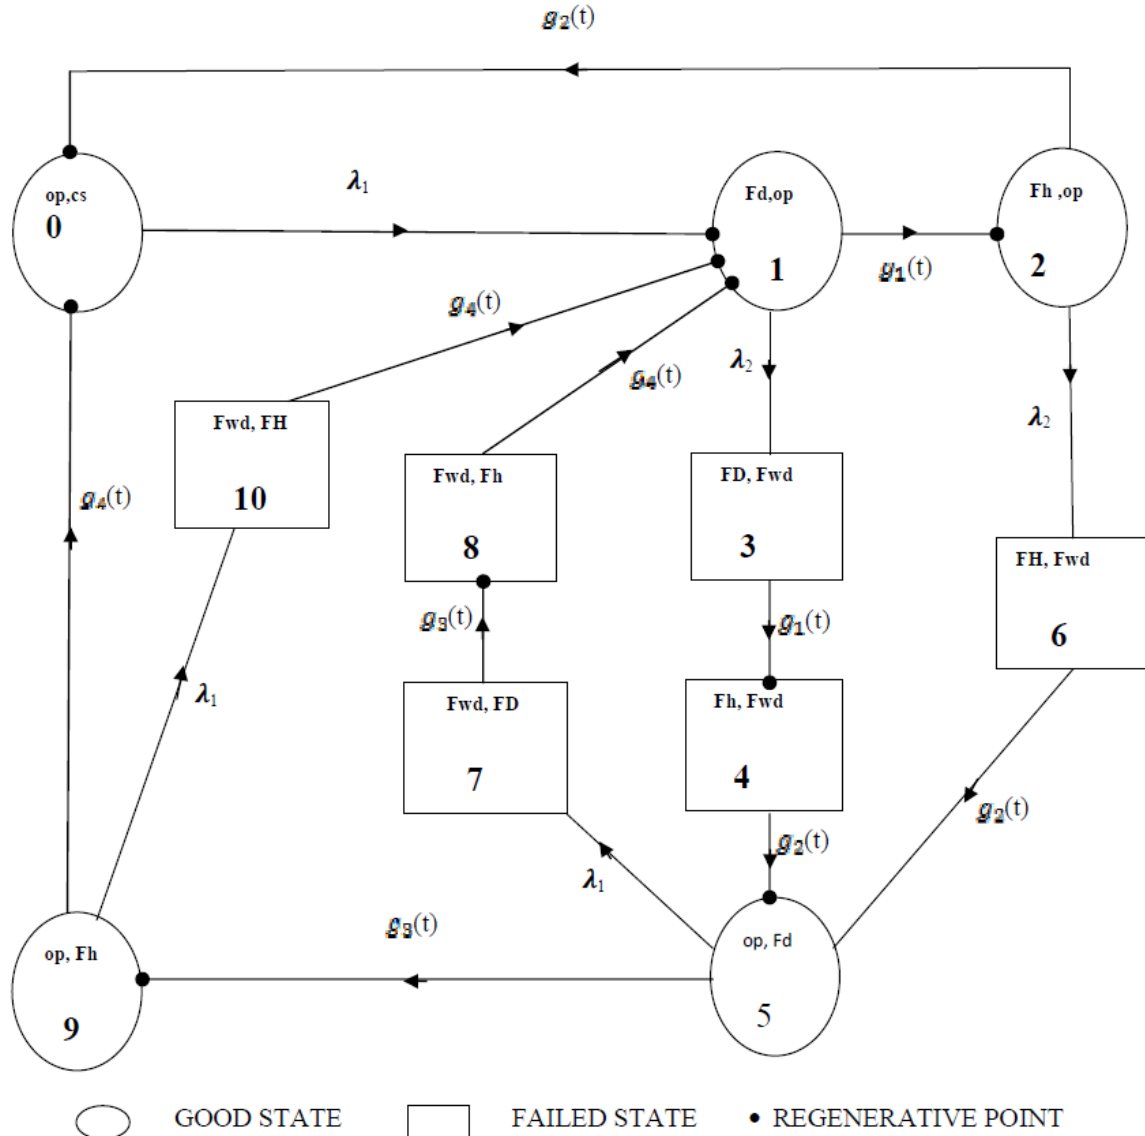 g₂(t)
op,cs
0
λ₁
Fd,op
1
g₁(t)
Fh ,op
2
g₄(t)
λ₂
g₄(t)
λ₂
Fwd, FH
10
g₄(t)
Fwd, Fh
8
FD, Fwd
3
FH, Fwd
6
g₃(t)
g₁(t)
λ₁
Fwd, FD
7
Fh, Fwd
4
g₂(t)
g₂(t)
λ₁
g₃(t)
op, Fh
9
op, Fd
5
GOOD STATE
FAILED STATE
• REGENERATIVE POINT